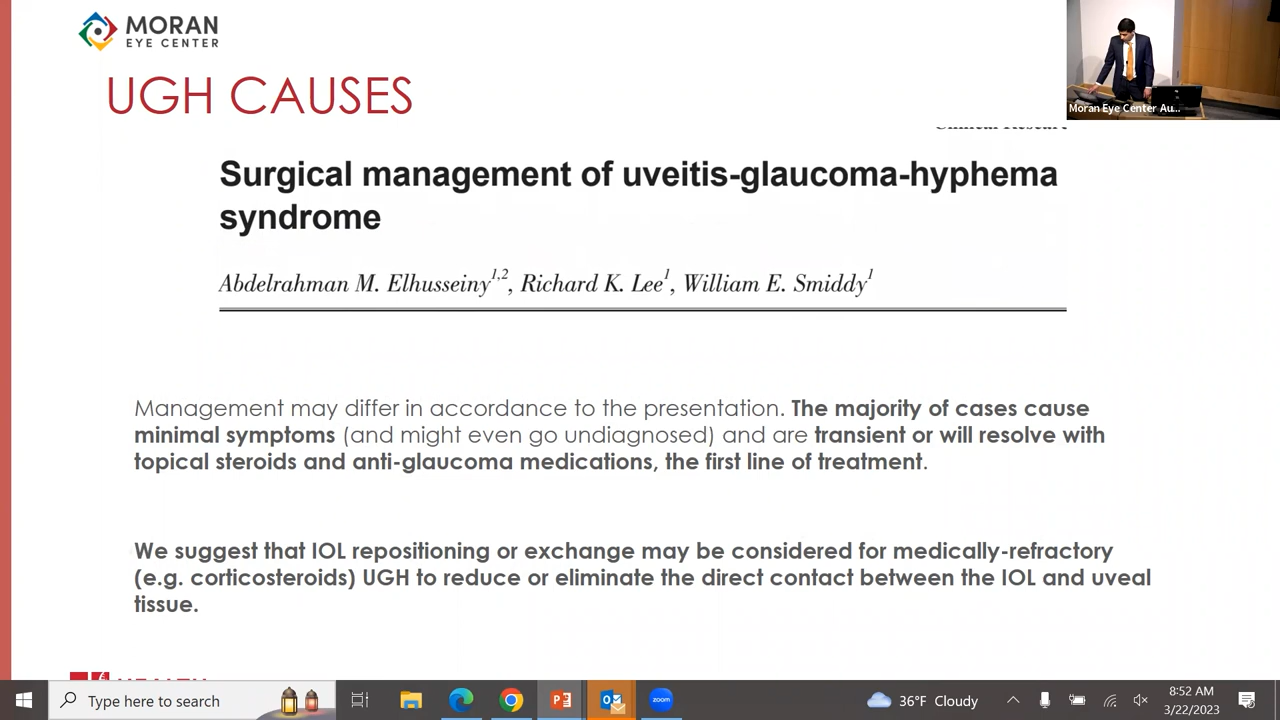 MORAN
EYE CENTER
UGH CAUSES
Moran Eye Center Au...
Clinical Research
Surgical management of uveitis-glaucoma-hyphema
syndrome
Abdelrahman M. Elhusseiny1,2, Richard K. Lee1, William E. Smiddy1
Management may differ in accordance to the presentation. The majority of cases cause
minimal symptoms (and might even go undiagnosed) and are transient or will resolve with
topical steroids and anti-glaucoma medications, the first line of treatment.
We suggest that IOL repositioning or exchange may be considered for medically-refractory
(e.g. corticosteroids) UGH to reduce or eliminate the direct contact between the IOL and uveal
tissue.
Type here to search
zoom
36°F Cloudy
8:52 AM
3/22/2023